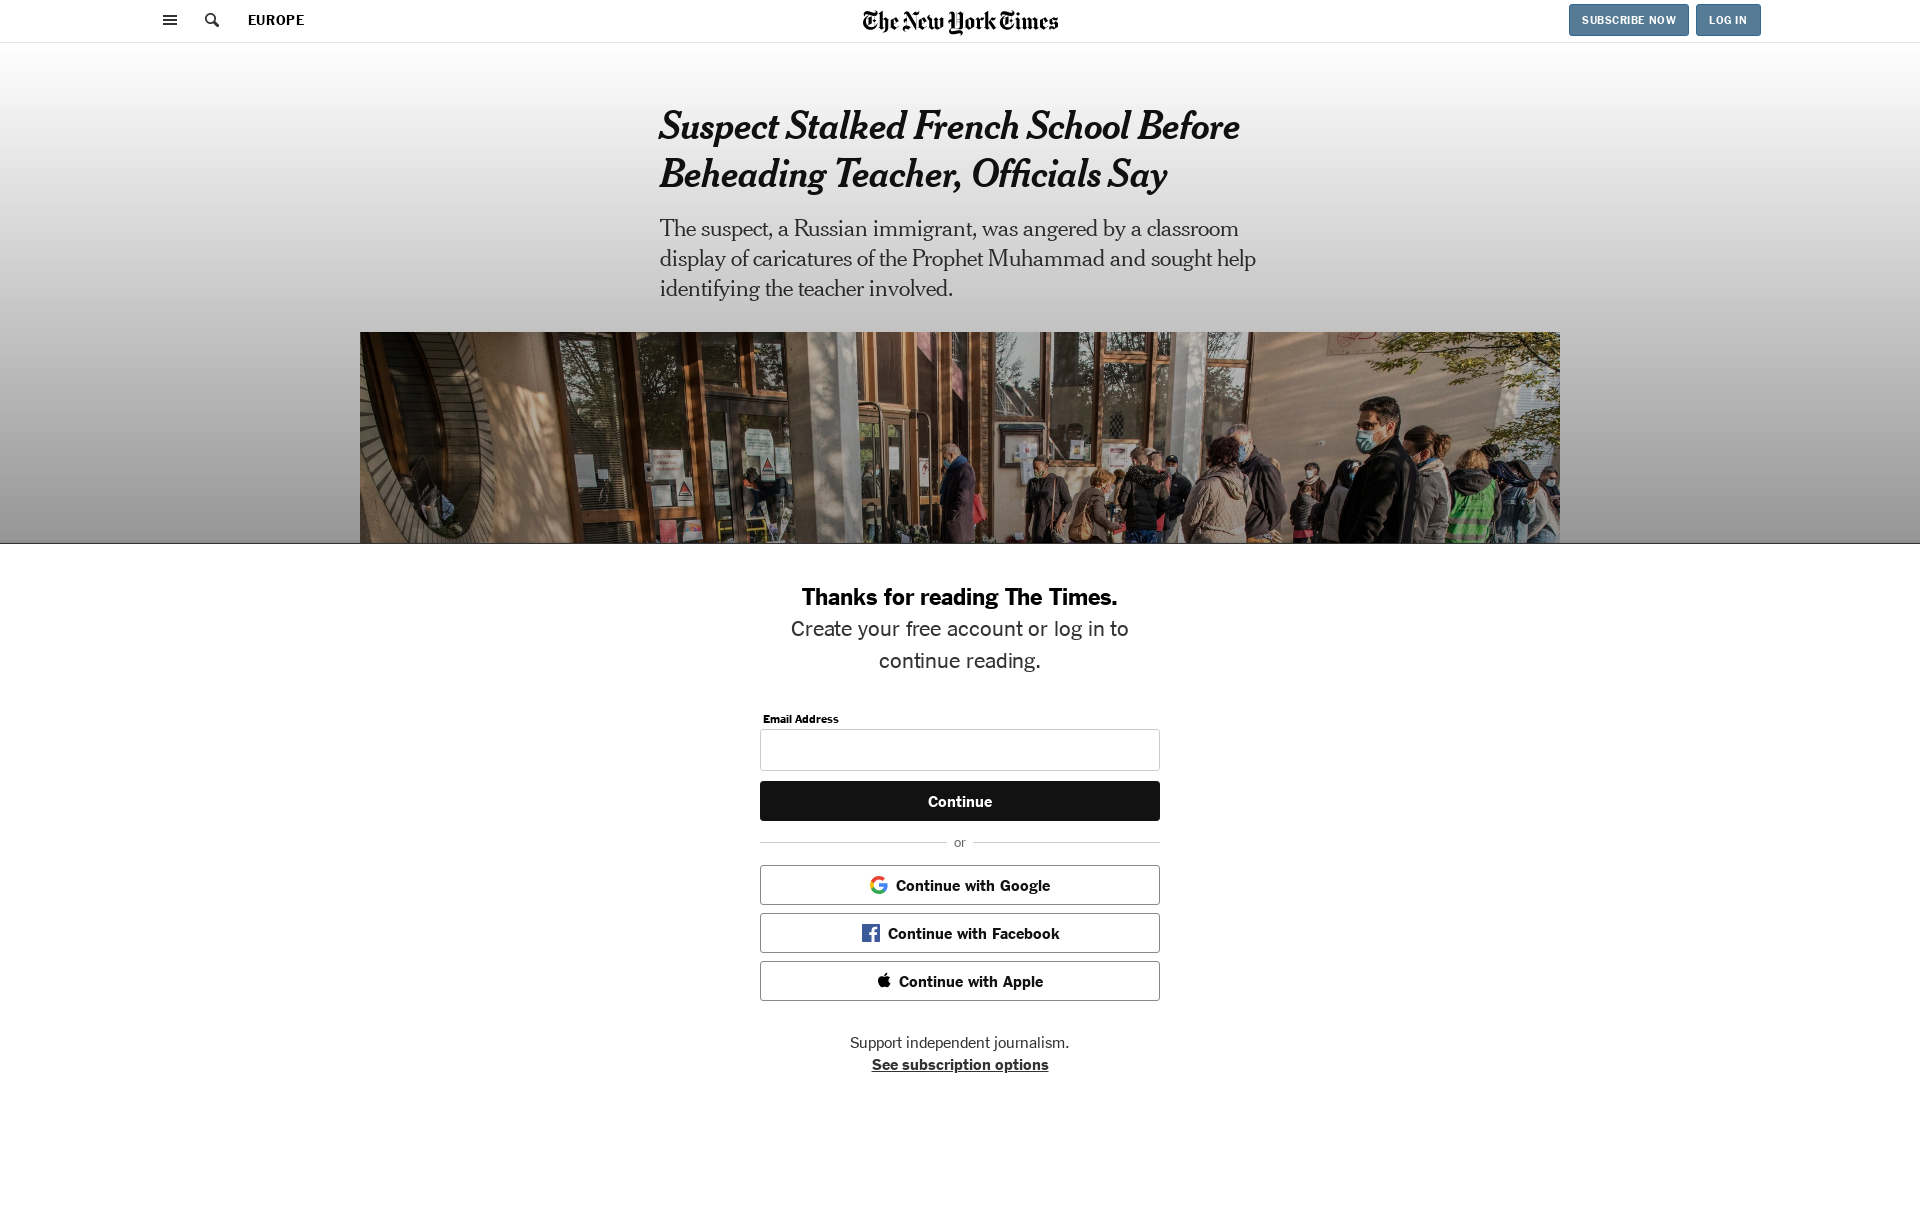 EUROPE
The New York Times
SUBSCRIBE NOW
LOG IN
Suspect Stalked French School Before
Beheading Teacher, Officials Say
The suspect, a Russian immigrant, was angered by a classroom
display of caricatures of the Prophet Muhammad and sought help
identifying the teacher involved.
Thanks for reading The Times.
Create your free account or log in to
continue reading.
Email Address
Continue
or
Continue with Google
Continue with Facebook
Continue with Apple
Support independent journalism.
See subscription options